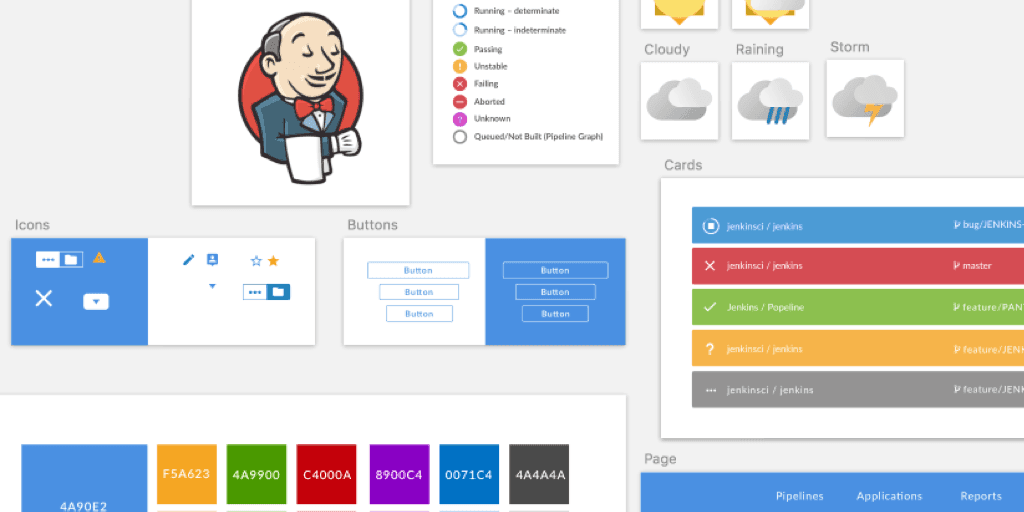 Running – determinate
Running – indeterminate
Passing
Unstable
Failing
Aborted
Unknown
Queued/Not Built (Pipeline Graph)
Cloudy
Raining
Storm
Cards
jenkinsci / jenkins
bug/JENKINS-
jenkinsci / jenkins
master
Jenkins / Popeline
feature/PAN
jenkinsci / jenkins
feature/JENK
jenkinsci / jenkins
feature/JENK
Icons
Buttons
Button
Button
Button
Button
Button
Button
4A90E2
F5A623
4A9900
C4000A
8900C4
0071C4
4A4A4A
Page
Pipelines
Applications
Reports